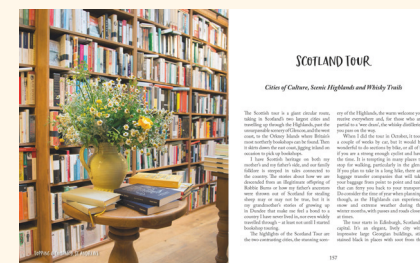 SCOTLAND TOUR
Cities of Culture, Scenic Highlands and Whisky Trails
The Scottish tour is a giant circular route,
taking in Scotland's two largest cities and
travelling up through the Highlands, past the
unsurpassable scenery of Glencoe, and the west
coast, to the Orkney Islands where Britain's
most northerly bookshops can be found. Then
it skirts down the east coast, jigging inland on
occasion to pick up bookshops.
I have Scottish heritage on both my
mother's and my father's side, and our family
folklore is steeped in tales connected to
the country. The stories about how we are
descended from an illegitimate offspring of
Robbie Burns or how my father's ancestors
were thrown out of Scotland for stealing
sheep may or may not be true, but it is
my grandmother's stories of growing up
in Dundee that make me feel a bond to a
country I have never lived in, nor even widely
travelled through – at least not until I started
bookshop touring.
The highlights of the Scotland Tour are
the two contrasting cities, the stunning scen-
ery of the Highlands, the warm welcome yo
receive everywhere and, for those who a
partial to a 'wee dram', the whisky distilleri
you pass on the way.
When I did the tour in October, it too
a couple of weeks by car, but it would b
wonderful to do sections by bike, or all of
if you are a strong enough cyclist and hav
the time. It is tempting in many places t
stop for walking, particularly in the glens
If you plan to take in a long hike, there a
luggage transfer companies that will tak
your baggage from point to point and tax
that can ferry you back to your transpor
Do consider the time of year when plannin
though, as the Highlands can experienc
snow and extreme weather during th
winter months, with passes and roads close
at times.
The tour starts in Edinburgh, Scotland
capital. It's an elegant, lively city wit
impressive large Georgian buildings, all
stained black in places with soot from th
157